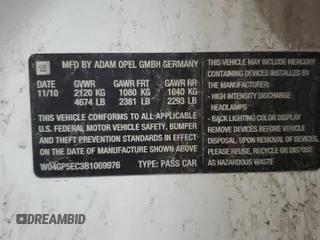 GM
MFD BY ADAM OPEL GMBH GERMANY
DATE GVWR GAWR FRT GAWR RR
11/10 2120 KG 1080 KG 1040 KG
4674 LB 2381 LB 2293 LB
THIS VEHICLE CONFORMS TO ALL APPLICABLE
U.S. FEDERAL MOTOR VEHICLE SAFETY, BUMPER
AND THEFT PREVENTION STANDARDS IN EFFECT ON
THE DATE OF MANUFACTURE SHOWN ABOVE.
W04GP5EC3B1069976 TYPE: PASS CAR
THIS VEHICLE MAY INCLUDE MERCURY
CONTAINING DEVICES INSTALLED BY THE
MANUFACTURER:
- HIGH INTENSITY DISCHARGE
HEADLAMPS
- BACK LIGHTING COLOR DISPLAY
REMOVE DEVICES BEFORE VEHICLE
DISPOSAL. UPON REMOVAL OF DEVICES
PLEASE REUSE, RECYCLE OR DISPOSE
AS HAZARDOUS WASTE
DREAMBID